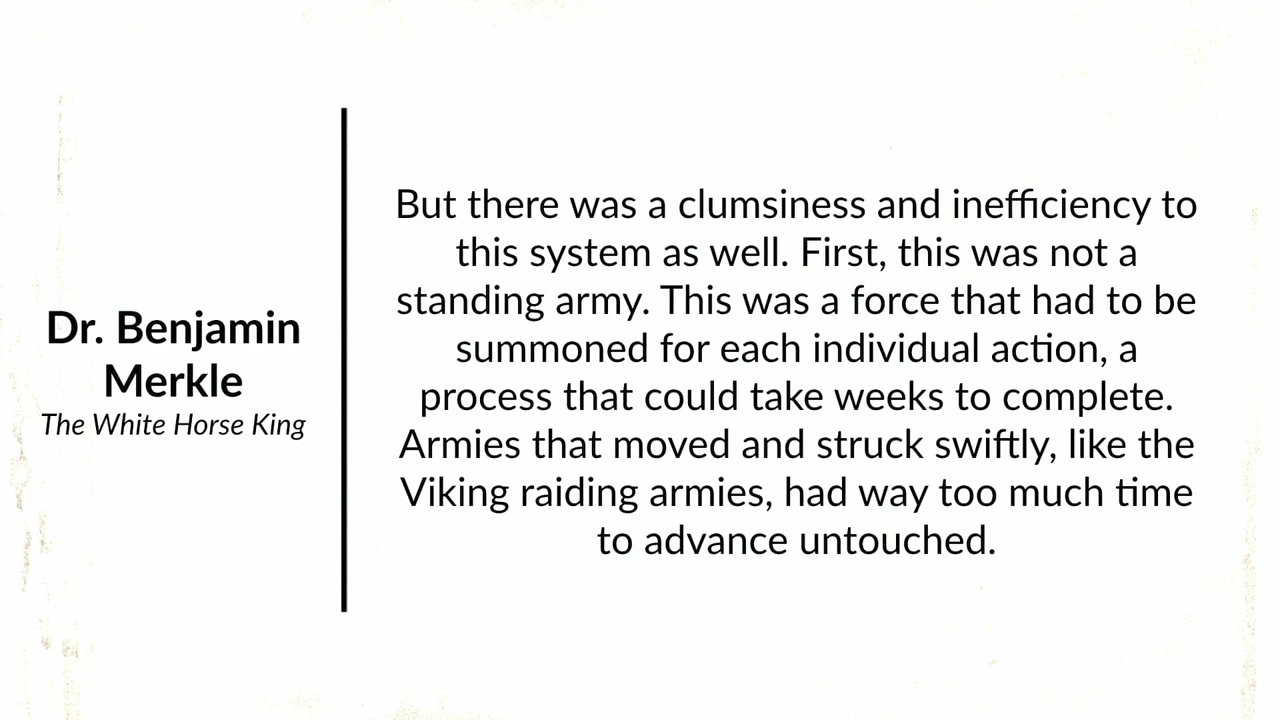 Dr. Benjamin
Merkle
The White Horse King
But there was a clumsiness and inefficiency to
this system as well. First, this was not a
standing army. This was a force that had to be
summoned for each individual action, a
process that could take weeks to complete.
Armies that moved and struck swiftly, like the
Viking raiding armies, had way too much time
to advance untouched.